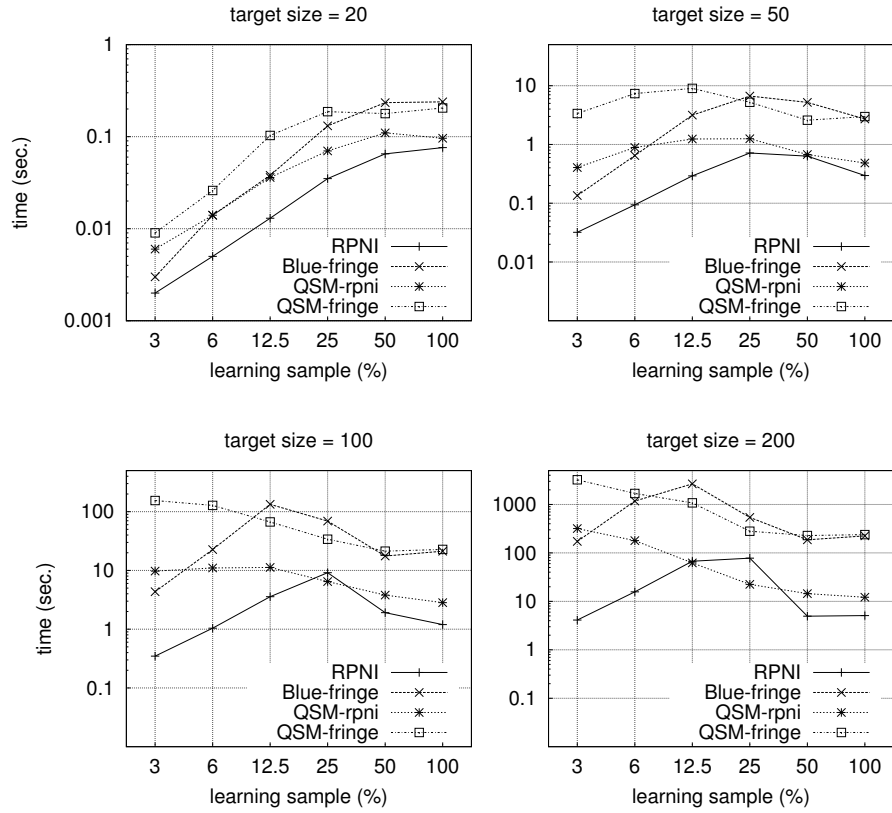 target size = 20
1
0.1
0.01
0.001
time (sec.)
RPNI
Blue-fringe
QSM-rpni
QSM-fringe
3 6 12.5 25 50 100
learning sample (%)
target size = 50
10
1
0.1
0.01
RPNI
Blue-fringe
QSM-rpni
QSM-fringe
3 6 12.5 25 50 100
learning sample (%)
target size = 100
100
10
1
0.1
time (sec.)
RPNI
Blue-fringe
QSM-rpni
QSM-fringe
3 6 12.5 25 50 100
learning sample (%)
target size = 200
1000
100
10
1
0.1
RPNI
Blue-fringe
QSM-rpni
QSM-fringe
3 6 12.5 25 50 100
learning sample (%)